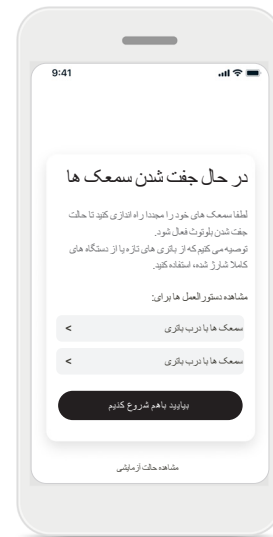 9:41
در حال جفت شدن سمعک ها
لطفا سمعک های خود را مجددا راه اندازی کنید تا حالت
جفت شدن بلوتوث فعال شود.
توصیه می کنیم که از باتری های تازه یا از دستگاه های
کاملا شارژ شده، استفاده کنید.
مشاهده دستورالعمل ها برای:
سمعک ها با درب باتری >
سمعک ها با درب باتری >
بیایید باهم شروع کنیم
مشاهده حالت آزمایشی